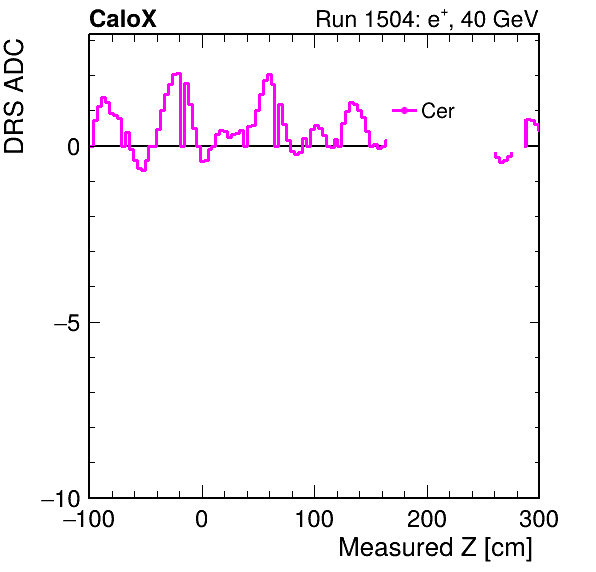 CaloX Run 1504: e⁺, 40 GeV
DRS ADC
Cer
0
−5
−10
−100 0 100 200 300
Measured Z [cm]